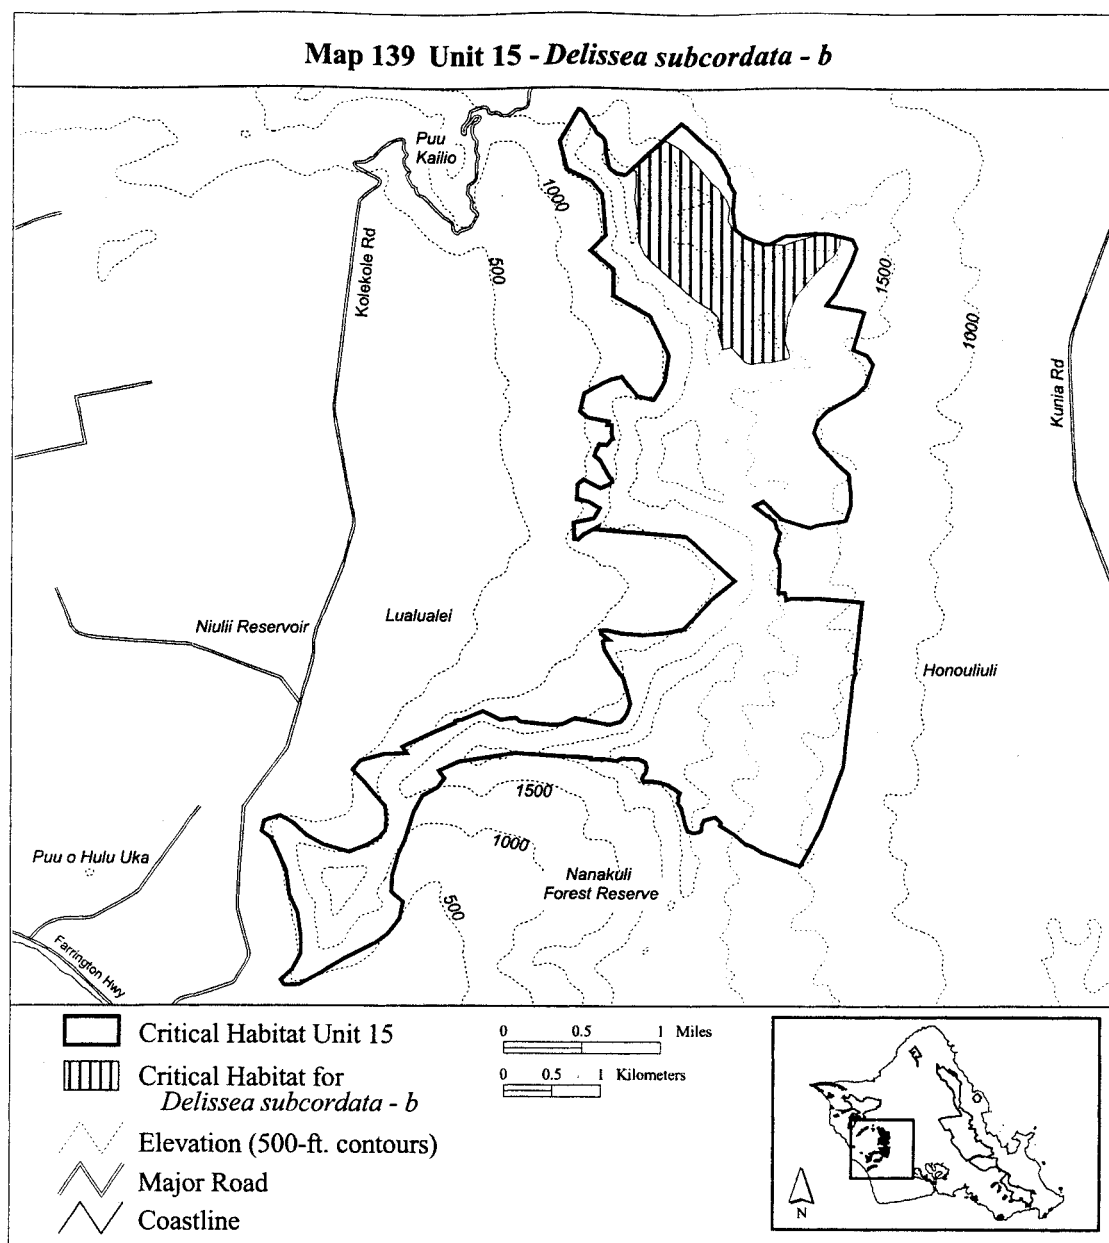 Map 139 Unit 15 - Delissea subcordata - b
Puu
Kailio
1000
500
Kolekole Rd
1500
1000
Kunia Rd
Niulii Reservoir
Lualualei
Honouliuli
1500
1000
500
Puu o Hulu Uka
Nanakuli
Forest Reserve
Farrington Hwy
Critical Habitat Unit 15
Critical Habitat for
Delissea subcordata - b
Elevation (500-ft. contours)
Major Road
Coastline
0 0.5 1 Miles
0 0.5 1 Kilometers
N